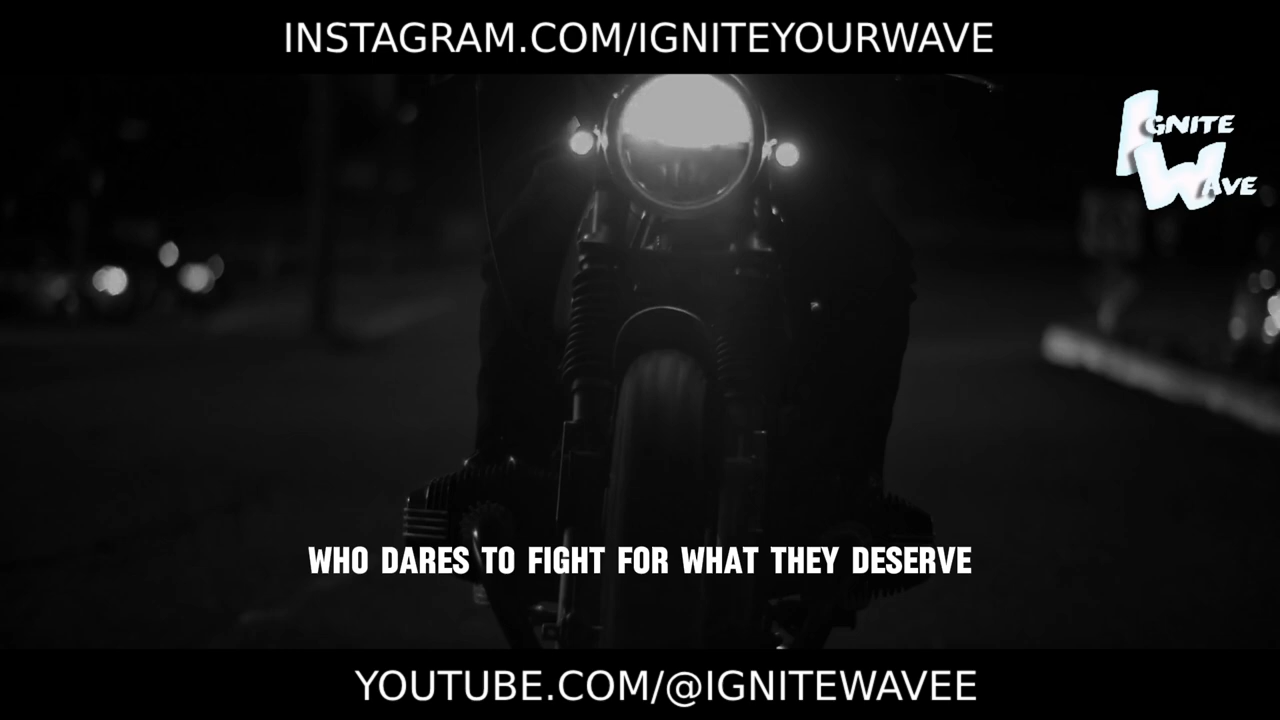 INSTAGRAM.COM/IGNITEYOURWAVE
IGNITE
WAVE
WHO DARES TO FIGHT FOR WHAT THEY DESERVE
YOUTUBE.COM/@IGNITEWAVEE